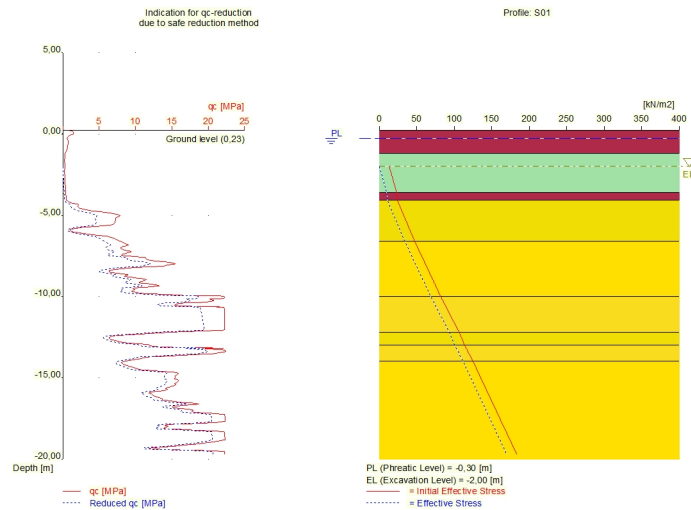 Indication for qc-reduction
due to safe reduction method
Profile: S01
5,00
qc [MPa]
5 10 15 20 25
0,00
Ground level (0,23)
-5,00
-10,00
-15,00
-20,00
Depth [m]
qc [MPa]
Reduced qc [MPa]
[kN/m2]
0 50 100 150 200 250 300 350 400
PL
EL
PL (Phreatic Level) = -0,30 [m]
EL (Excavation Level) = -2,00 [m]
= Initial Effective Stress
= Effective Stress